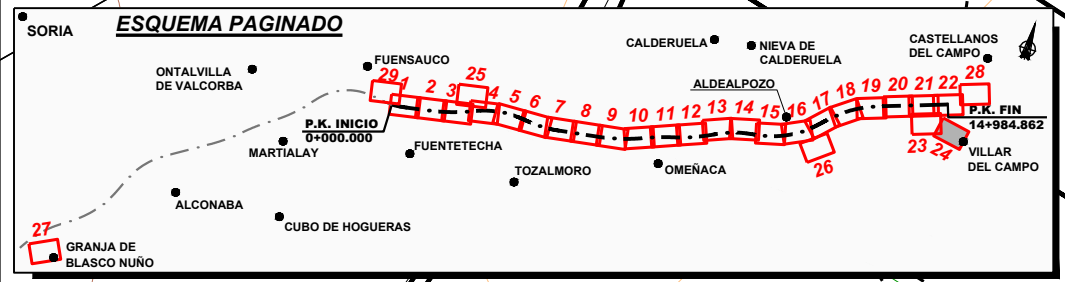 ESQUEMA PAGINADO
SORIA
ONTALVILLA
DE VALCORBA
FUENSAUCO
CALDERUELA
NIEVA DE
CALDERUELA
CASTELLANOS
DEL CAMPO
ALDEALPOZO
29 1 2 3 25 4 5 6 7 8 9 10 11 12 13 14 15 16 17 18 19 20 21 22 28
P.K. INICIO
0+000.000
P.K. FIN
14+984.862
23 24
26
MARTIALAY
FUENTETECHA
TOZALMORO
OMEÑACA
VILLAR
DEL CAMPO
ALCONABA
CUBO DE HOGUERAS
27
GRANJA DE
BLASCO NUÑO